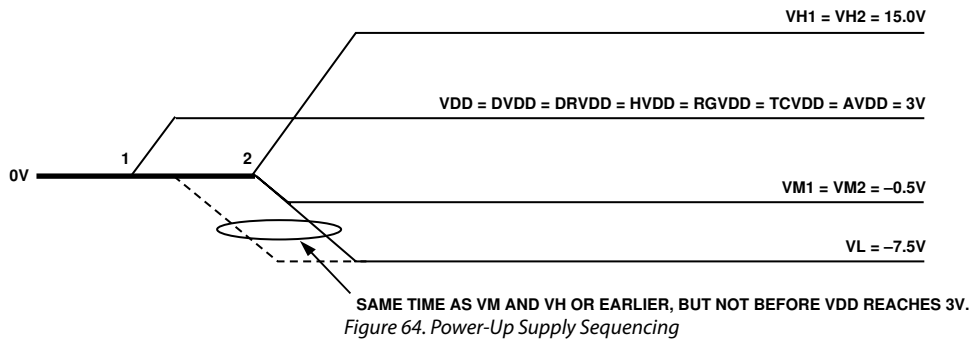 VH1 = VH2 = 15.0V
VDD = DVDD = DRVDD = HVDD = RGVDD = TCVDD = AVDD = 3V
1
2
0V
VM1 = VM2 = –0.5V
VL = –7.5V
SAME TIME AS VM AND VH OR EARLIER, BUT NOT BEFORE VDD REACHES 3V.
Figure 64. Power-Up Supply Sequencing